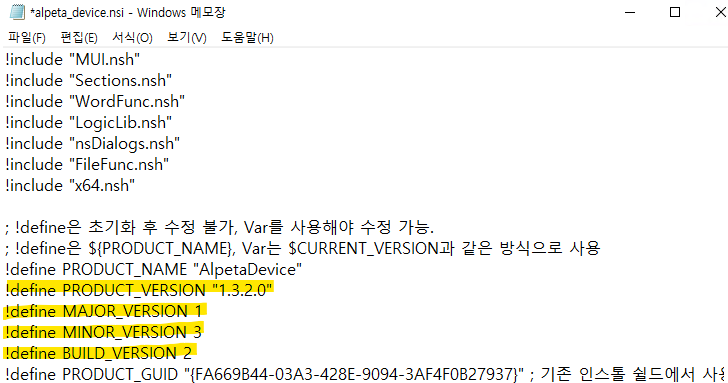 *alpeta_device.nsi - Windows 메모장
파일(F) 편집(E) 서식(O) 보기(V) 도움말(H)
!include "MUI.nsh"
!include "Sections.nsh"
!include "WordFunc.nsh"
!include "LogicLib.nsh"
!include "nsDialogs.nsh"
!include "FileFunc.nsh"
!include "x64.nsh"
; !define은 초기화 후 수정 불가, Var를 사용해야 수정 가능.
; !define은 ${PRODUCT_NAME}, Var는 $CURRENT_VERSION과 같은 방식으로 사용
!define PRODUCT_NAME "AlpetaDevice"
!define PRODUCT_VERSION "1.3.2.0"
!define MAJOR_VERSION 1
!define MINOR_VERSION 3
!define BUILD_VERSION 2
!define PRODUCT_GUID "{FA669B44-03A3-428E-9094-3AF4F0B27937}" ; 기존 인스톨 쉴드에서 사용